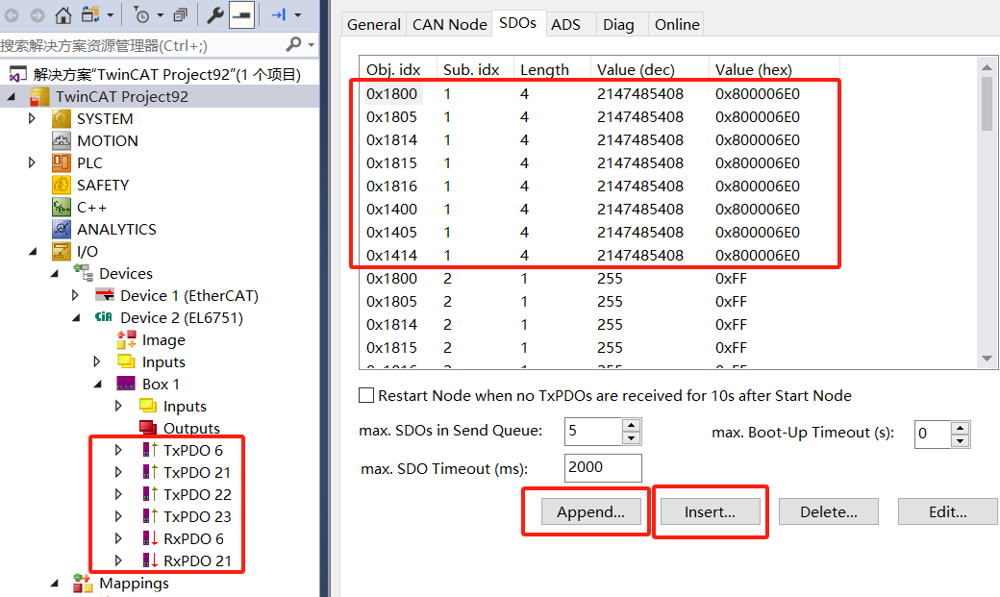 搜索解决方案资源管理器(Ctrl+;)
解决方案"TwinCAT Project92"(1 个项目)
TwinCAT Project92
SYSTEM
MOTION
PLC
SAFETY
C++
ANALYTICS
I/O
Devices
Device 1 (EtherCAT)
Device 2 (EL6751)
Image
Inputs
Box 1
Inputs
Outputs
TxPDO 6
TxPDO 21
TxPDO 22
TxPDO 23
RxPDO 6
RxPDO 21
Mappings
General CAN Node SDOs ADS Diag Online
Obj. idx Sub. idx Length Value (dec) Value (hex)
0x1800 1 4 2147485408 0x800006E0
0x1805 1 4 2147485408 0x800006E0
0x1814 1 4 2147485408 0x800006E0
0x1815 1 4 2147485408 0x800006E0
0x1816 1 4 2147485408 0x800006E0
0x1400 1 4 2147485408 0x800006E0
0x1405 1 4 2147485408 0x800006E0
0x1414 1 4 2147485408 0x800006E0
0x1800 2 1 255 0xFF
0x1805 2 1 255 0xFF
0x1814 2 1 255 0xFF
0x1815 2 1 255 0xFF
0x1816 2 1 255 0xFF
Restart Node when no TxPDOs are received for 10s after Start Node
max. SDOs in Send Queue: 5 max. Boot-Up Timeout (s): 0
max. SDO Timeout (ms): 2000
Append... Insert... Delete... Edit...